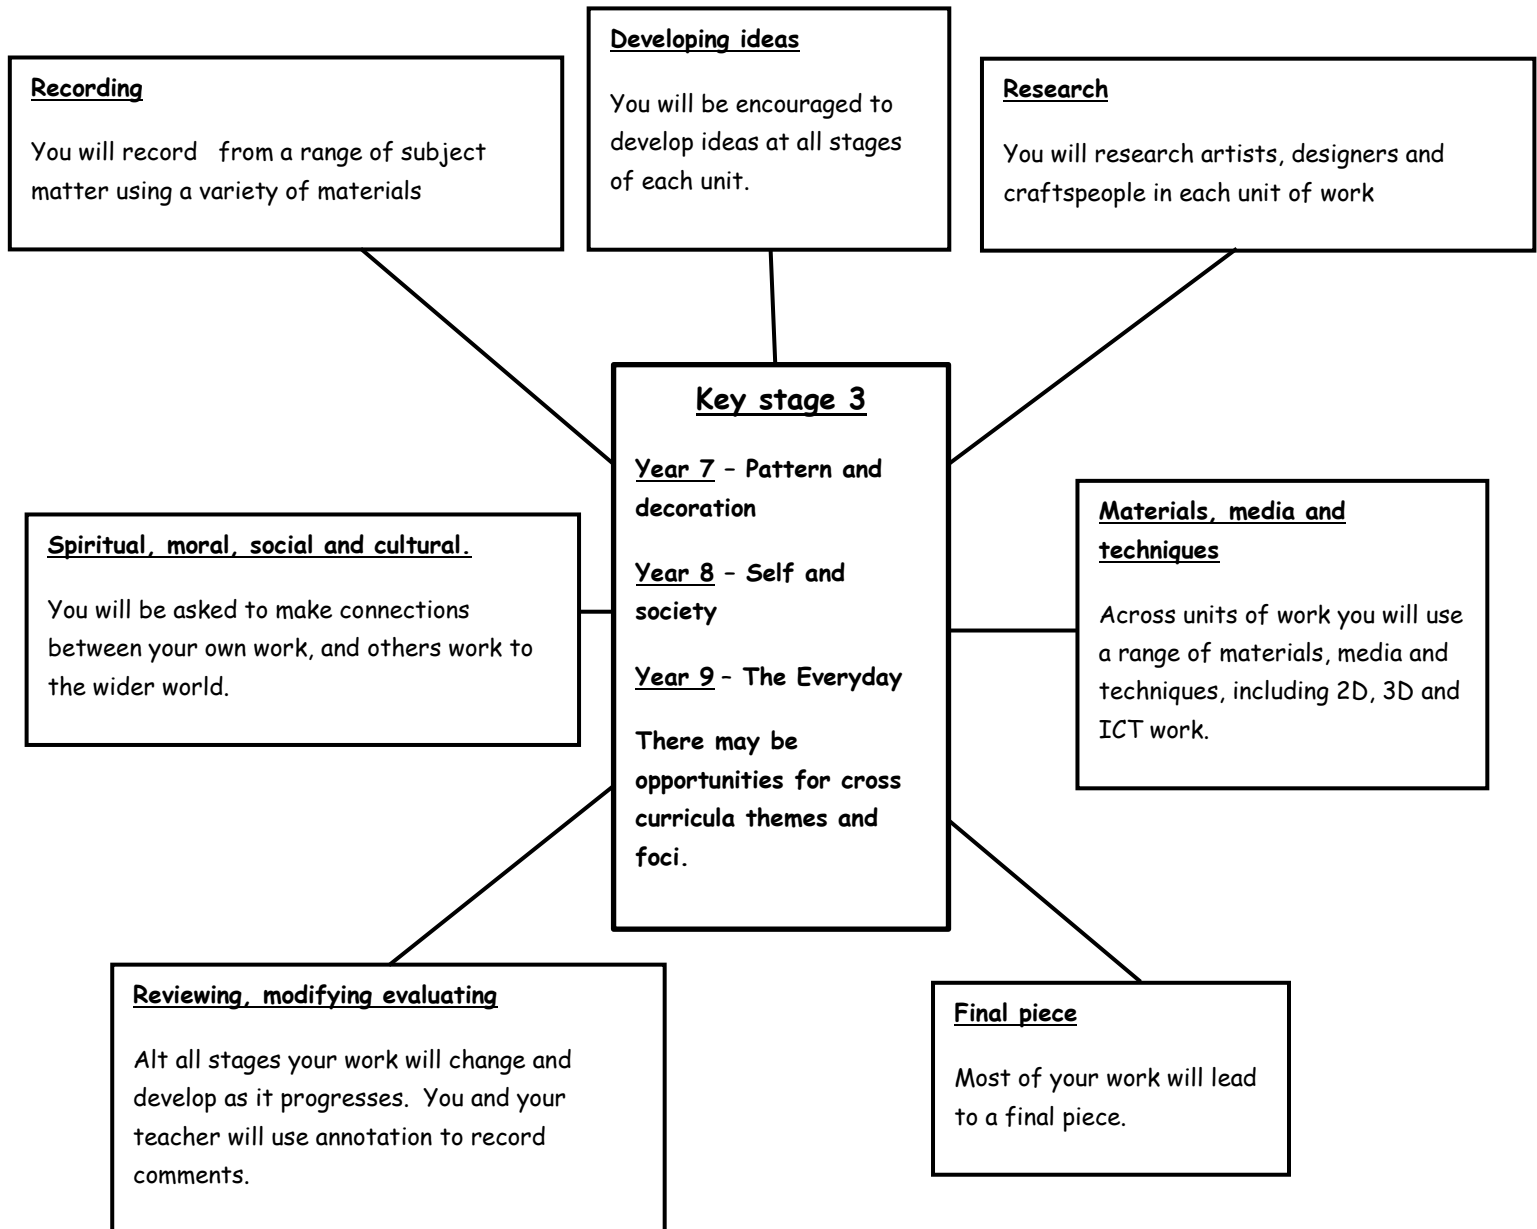 Recording
You will record   from a range of subject
matter using a variety of materials
Developing ideas
You will be encouraged to
develop ideas at all stages
of each unit.
Research
You will research artists, designers and
craftspeople in each unit of work
Key stage 3
Year 7 – Pattern and
decoration
Year 8 – Self and
society
Year 9 – The Everyday
There may be
opportunities for cross
curricula themes and
foci.
Spiritual, moral, social and cultural.
You will be asked to make connections
between your own work, and others work to
the wider world.
Materials, media and
techniques
Across units of work you will use
a range of materials, media and
techniques, including 2D, 3D and
ICT work.
Reviewing, modifying evaluating
Alt all stages your work will change and
develop as it progresses.  You and your
teacher will use annotation to record
comments.
Final piece
Most of your work will lead
to a final piece.